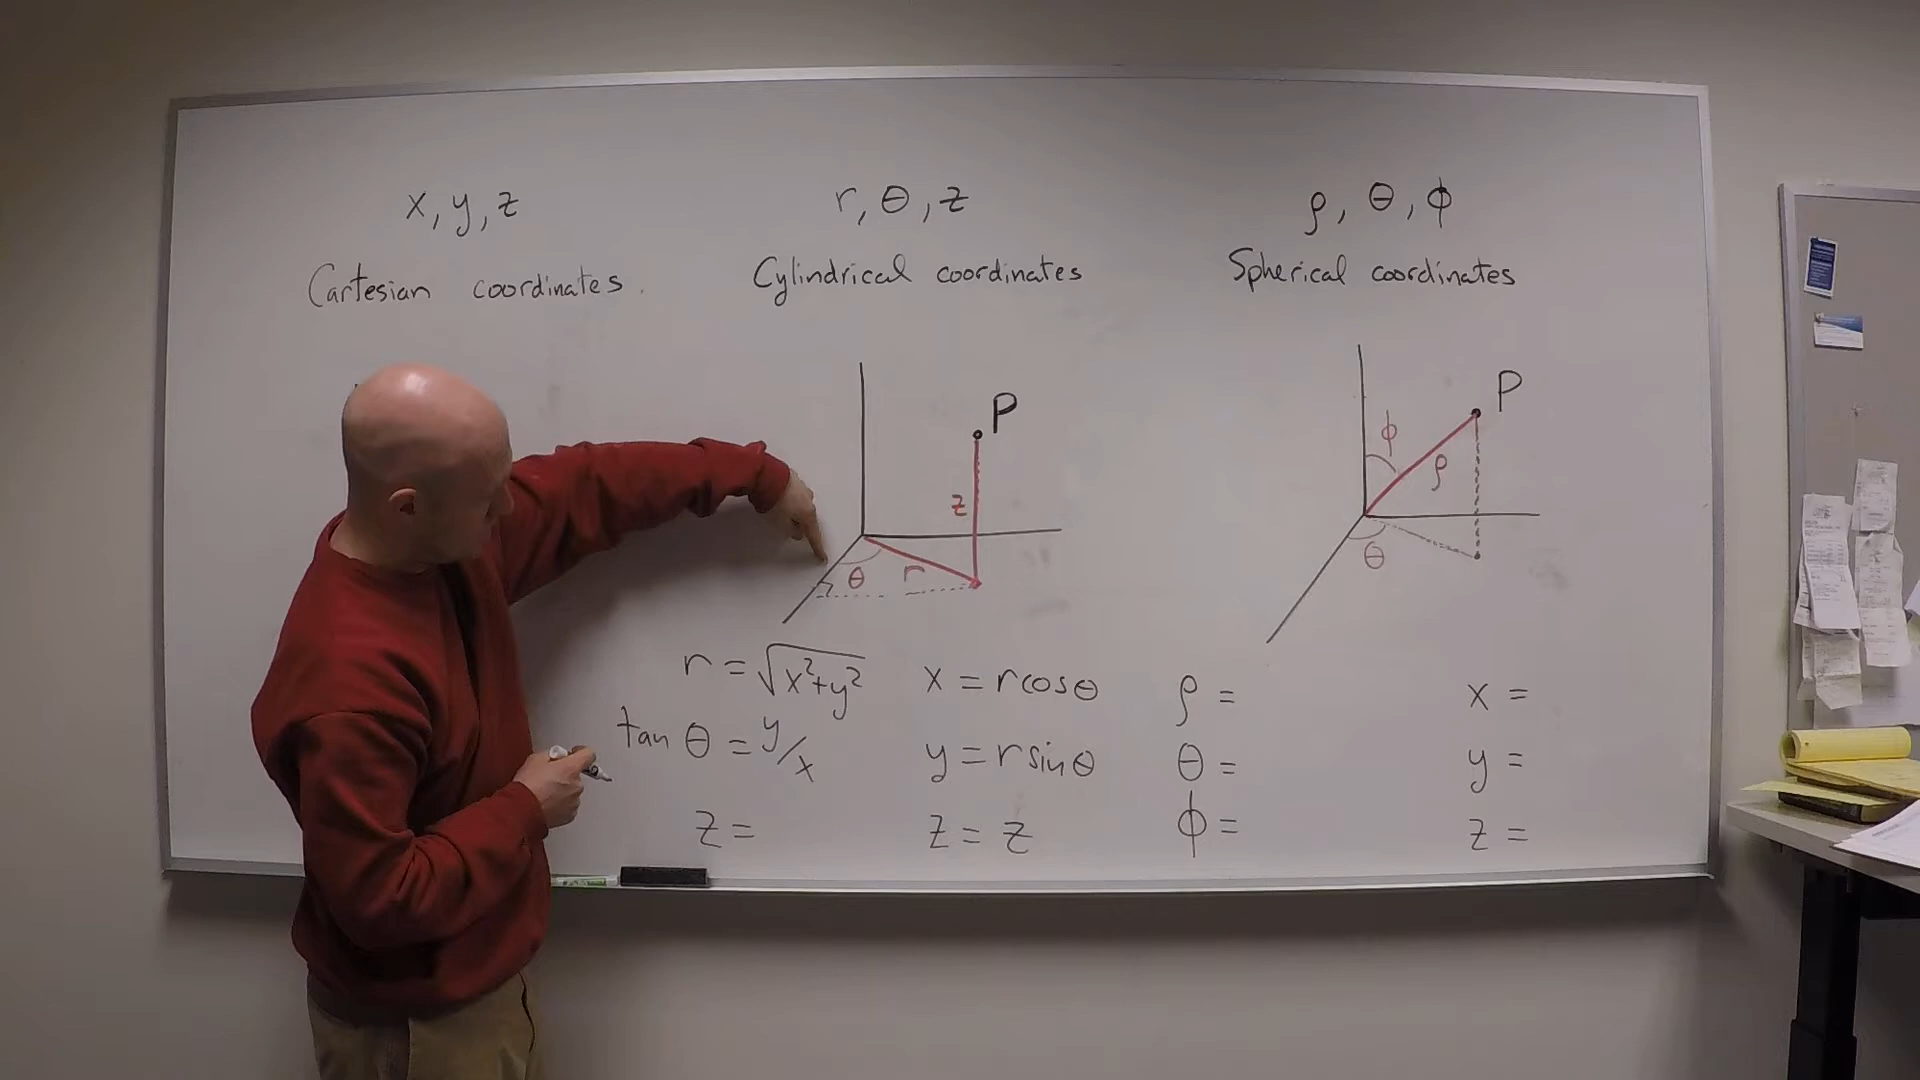 x, y, z
Cartesian coordinates
r, θ, z
Cylindrical coordinates
P
z
θ
r
r = √x²+y²
tan θ = y/x
z =
x = r cos θ
y = r sin θ
z = z
ρ, θ, ϕ
Spherical coordinates
P
ϕ
ρ
θ
ρ =
θ =
ϕ =
x =
y =
z =